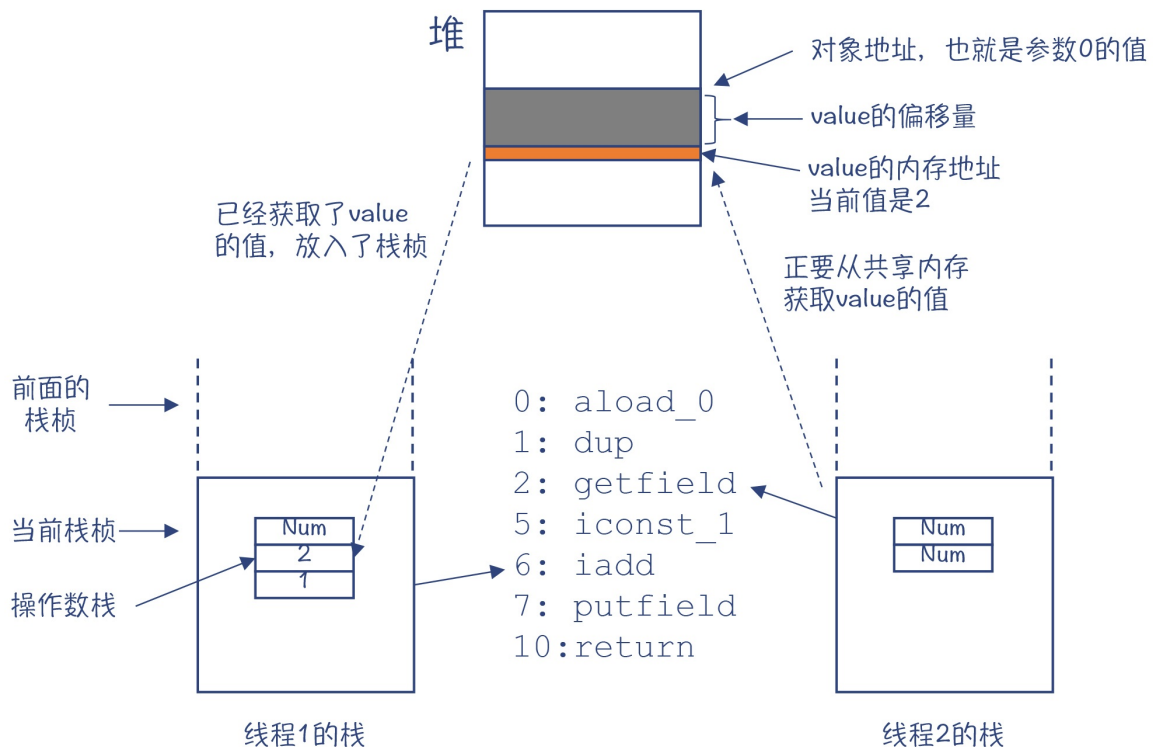 堆
对象地址，也就是参数0的值
value的偏移量
value的内存地址
当前值是2
已经获取了value
的值，放入了栈桢
正要从共享内存
获取value的值
前面的
栈桢
当前栈桢
操作数栈
Num
2
1
0: aload_0
1: dup
2: getfield
5: iconst_1
6: iadd
7: putfield
10:return
Num
Num
线程1的栈
线程2的栈